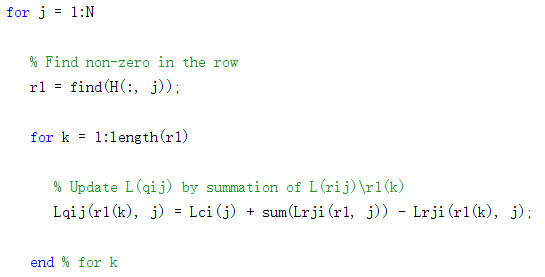 for j = 1:N
% Find non-zero in the row
r1 = find(H(:, j));
for k = 1:length(r1)
% Update L(qij) by summation of L(rij)\r1(k)
Lqij(r1(k), j) = Lci(j) + sum(Lrji(r1, j)) - Lrji(r1(k), j);
end % for k